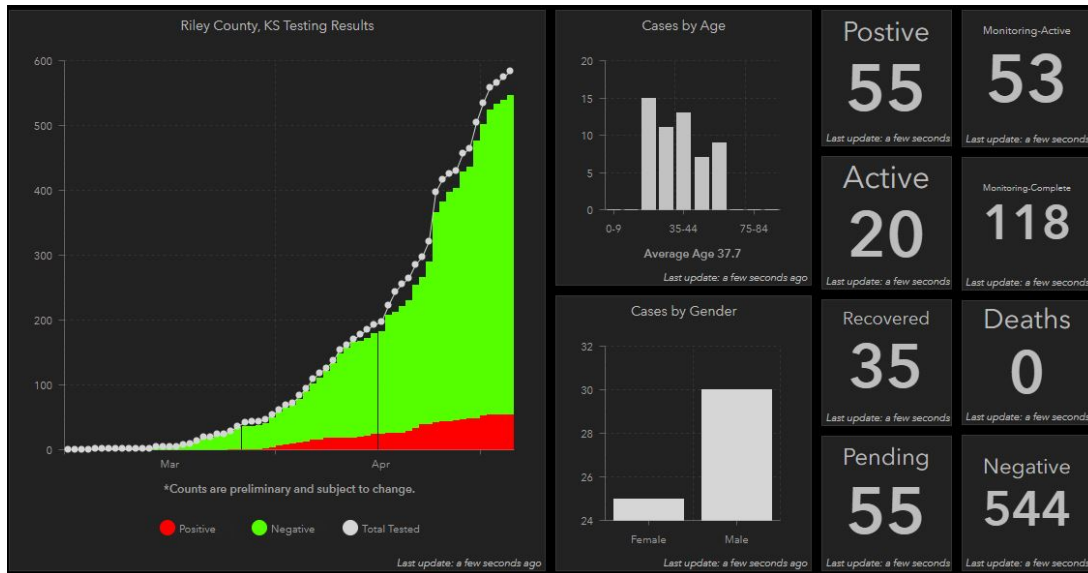 Riley County, KS Testing Results
600
500
400
300
200
100
0
Mar
Apr
*Counts are preliminary and subject to change.
Positive
Negative
Total Tested
Last update: a few seconds ago
Cases by Age
20
15
10
5
0
0-9
35-44
75-84
Average Age 37.7
Last update: a few seconds ago
Cases by Gender
32
30
28
26
24
Female
Male
Last update: a few seconds ago
Postive
55
Last update: a few seconds
Monitoring-Active
53
Last update: a few seconds
Active
20
Last update: a few seconds
Monitoring-Complete
118
Last update: a few seconds
Recovered
35
Last update: a few seconds
Deaths
0
Last update: a few seconds
Pending
55
Last update: a few seconds
Negative
544
Last update: a few seconds